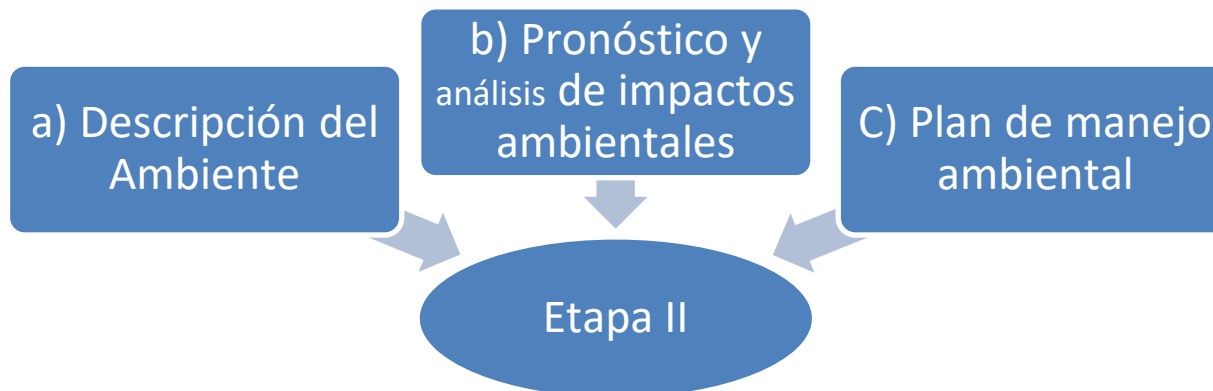 a) Descripción del
Ambiente
b) Pronóstico y
análisis de impactos
ambientales
C) Plan de manejo
ambiental
Etapa II